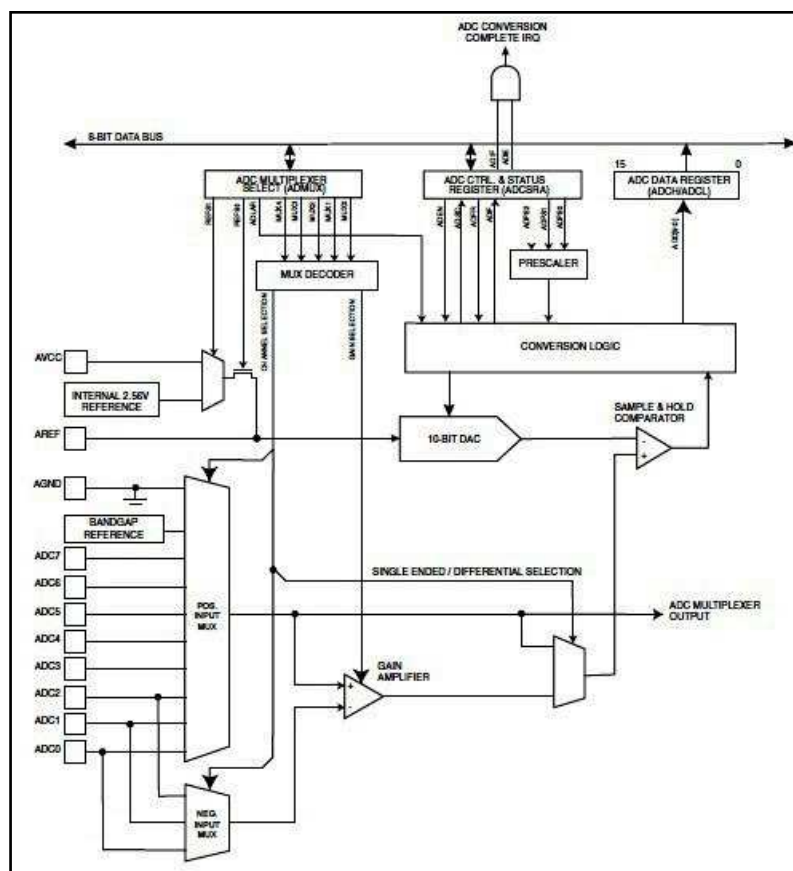 ADC CONVERSION
COMPLETE IRQ
8-BIT DATA BUS
ADIF
ADIE
15
0
ADC MULTIPLEXER
SELECT (ADMUX)
ADC CTRL. & STATUS
REGISTER (ADCSRA)
ADC DATA REGISTER
(ADCH/ADCL)
REFS1
REFS0
ADLAR
MUX4
MUX3
MUX2
MUX1
MUX0
ADEN
ADSC
ADFR
ADIF
ADPS2
ADPS1
ADPS0
ADC[9:0]
MUX DECODER
PRESCALER
CHANNEL SELECTION
GAIN SELECTION
CONVERSION LOGIC
AVCC
INTERNAL 2.56V
REFERENCE
SAMPLE & HOLD
COMPARATOR
AREF
10-BIT DAC
-
+
AGND
BANDGAP
REFERENCE
ADC7
SINGLE ENDED / DIFFERENTIAL SELECTION
ADC6
ADC5
POS.
INPUT
MUX
ADC MULTIPLEXER
OUTPUT
ADC4
ADC3
GAIN
AMPLIFIER
+
-
ADC2
ADC1
ADC0
NEG.
INPUT
MUX